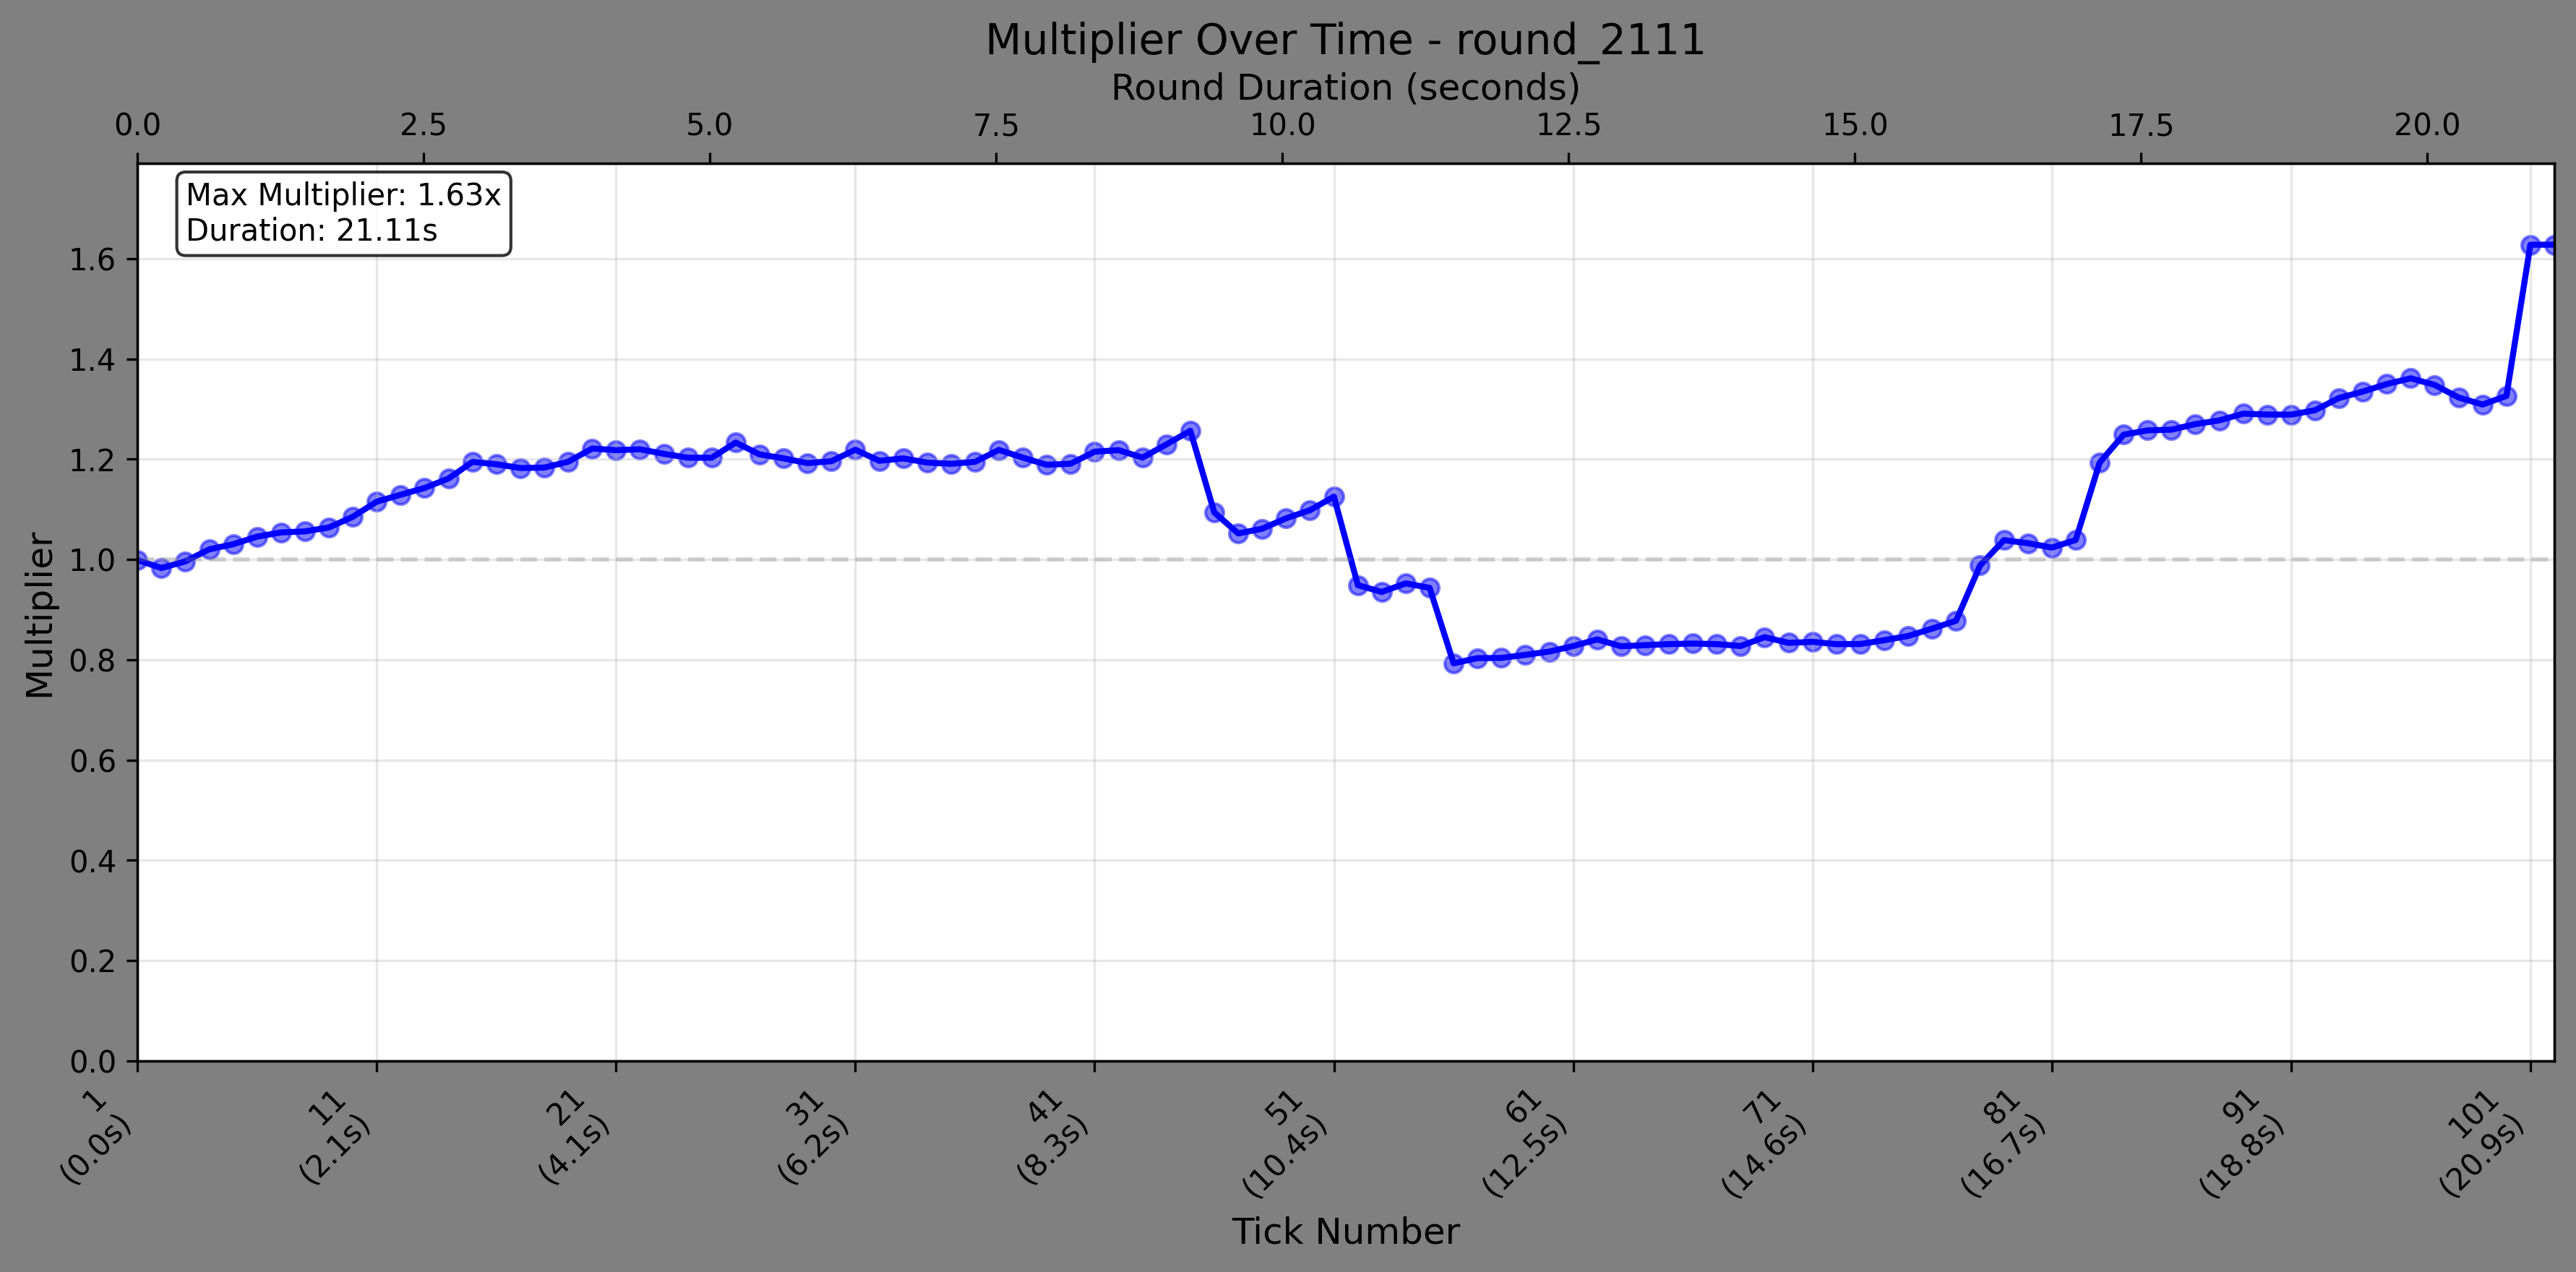 Multiplier Over Time - round_2111
Round Duration (seconds)
0.0 2.5 5.0 7.5 10.0 12.5 15.0 17.5 20.0
Max Multiplier: 1.63x
Duration: 21.11s
1.6
1.4
1.2
1.0
0.8
0.6
0.4
0.2
0.0
Multiplier
1
(0.0s)
11
(2.1s)
21
(4.1s)
31
(6.2s)
41
(8.3s)
51
(10.4s)
61
(12.5s)
71
(14.6s)
81
(16.7s)
91
(18.8s)
101
(20.9s)
Tick Number